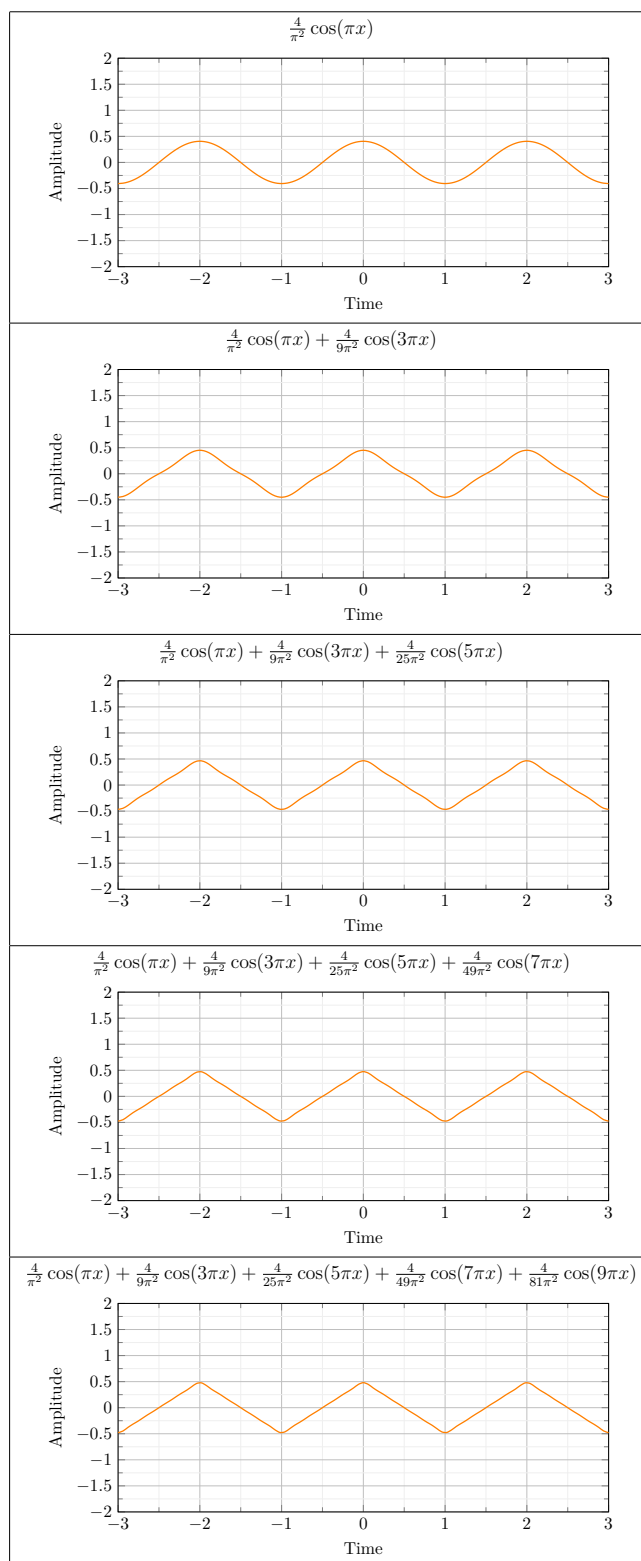 4/π² cos(πx)
2
1.5
1
0.5
0
−0.5
−1
−1.5
−2
Amplitude
−3 −2 −1 0 1 2 3
Time
4/π² cos(πx) + 4/9π² cos(3πx)
2
1.5
1
0.5
0
−0.5
−1
−1.5
−2
Amplitude
−3 −2 −1 0 1 2 3
Time
4/π² cos(πx) + 4/9π² cos(3πx) + 4/25π² cos(5πx)
2
1.5
1
0.5
0
−0.5
−1
−1.5
−2
Amplitude
−3 −2 −1 0 1 2 3
Time
4/π² cos(πx) + 4/9π² cos(3πx) + 4/25π² cos(5πx) + 4/49π² cos(7πx)
2
1.5
1
0.5
0
−0.5
−1
−1.5
−2
Amplitude
−3 −2 −1 0 1 2 3
Time
4/π² cos(πx) + 4/9π² cos(3πx) + 4/25π² cos(5πx) + 4/49π² cos(7πx) + 4/81π² cos(9πx)
2
1.5
1
0.5
0
−0.5
−1
−1.5
−2
Amplitude
−3 −2 −1 0 1 2 3
Time